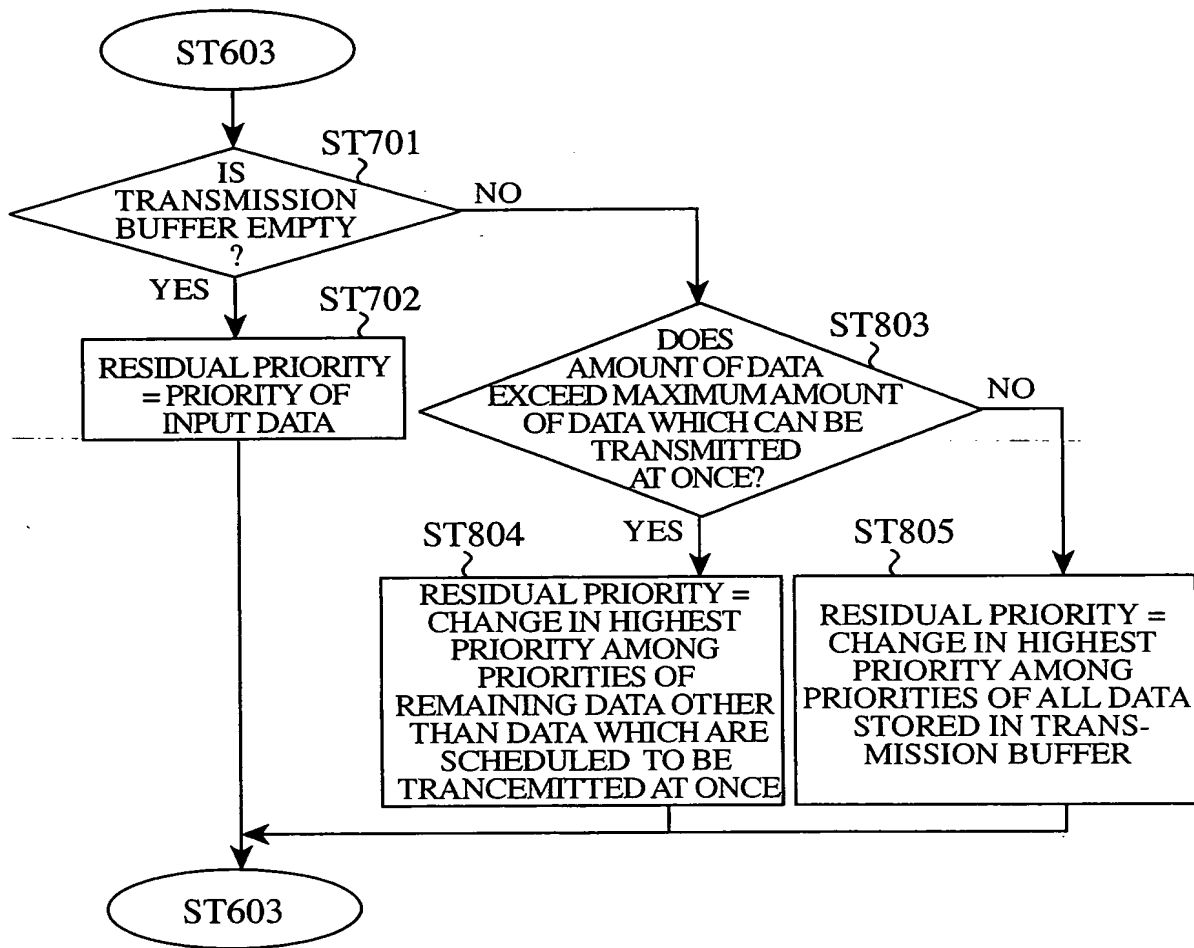 ST603
ST701
IS
TRANSMISSION
BUFFER EMPTY
?
NO
YES
ST702
RESIDUAL PRIORITY
= PRIORITY OF
INPUT DATA
ST803
DOES
AMOUNT OF DATA
EXCEED MAXIMUM AMOUNT
OF DATA WHICH CAN BE
TRANSMITTED
AT ONCE?
NO
YES
ST804
RESIDUAL PRIORITY =
CHANGE IN HIGHEST
PRIORITY AMONG
PRIORITIES OF
REMAINING DATA OTHER
THAN DATA WHICH ARE
SCHEDULED TO BE
TRANCEMITTED AT ONCE
ST805
RESIDUAL PRIORITY =
CHANGE IN HIGHEST
PRIORITY AMONG
PRIORITIES OF ALL DATA
STORED IN TRANS-
MISSION BUFFER
ST603